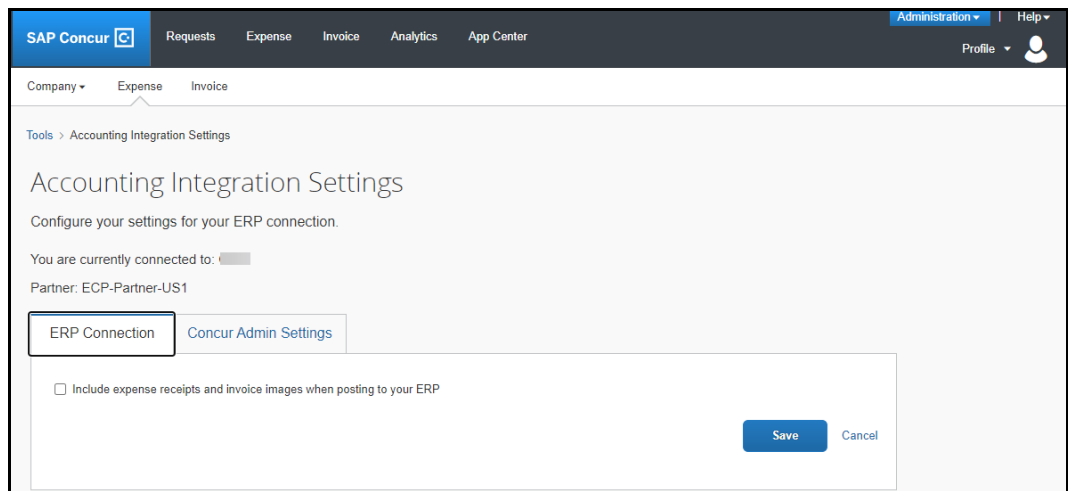 Administration Help
SAP Concur C Requests Expense Invoice Analytics App Center
Profile
Company Expense Invoice
Tools > Accounting Integration Settings
Accounting Integration Settings
Configure your settings for your ERP connection.
You are currently connected to:
Partner: ECP-Partner-US1
ERP Connection Concur Admin Settings
Include expense receipts and invoice images when posting to your ERP
Save Cancel